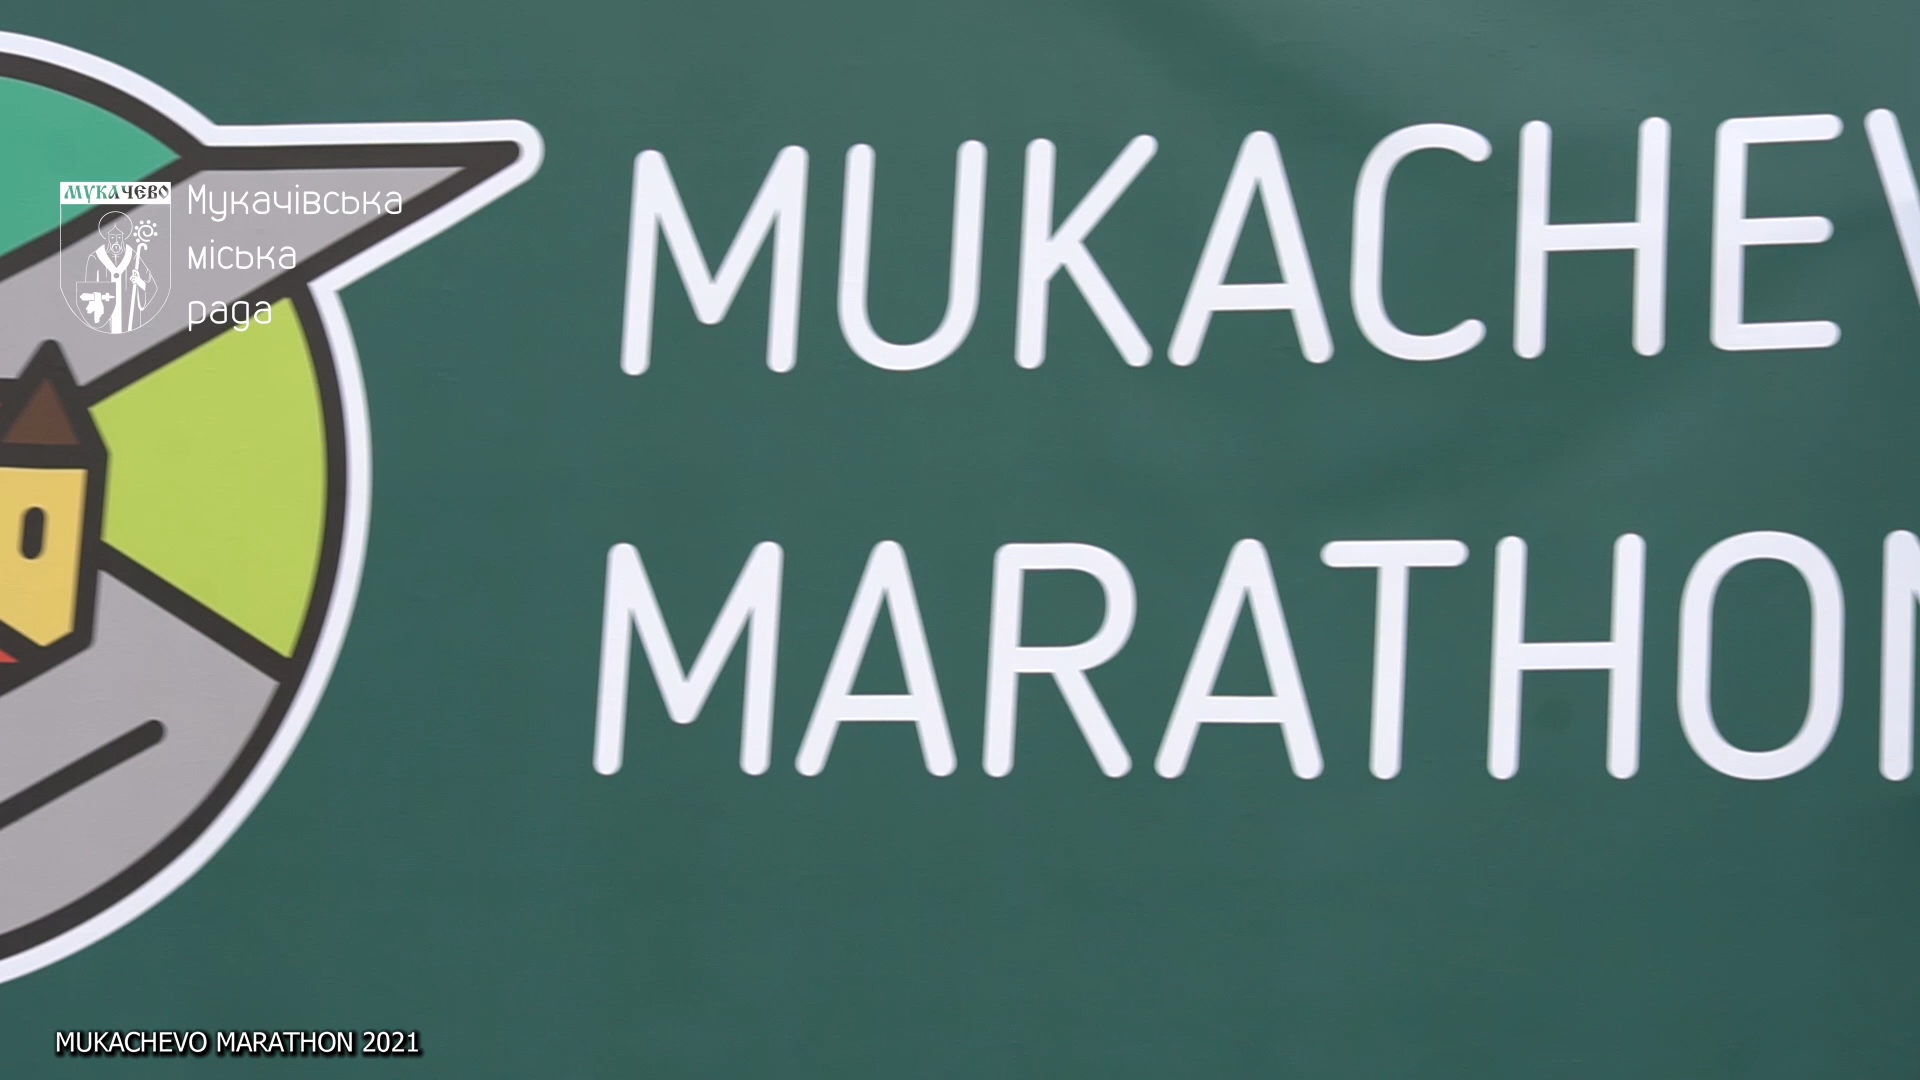 МУКАЧЕВО
Мукачівська
міська
рада
MUKACHEV
MARATHON
MUKACHEVO MARATHON 2021